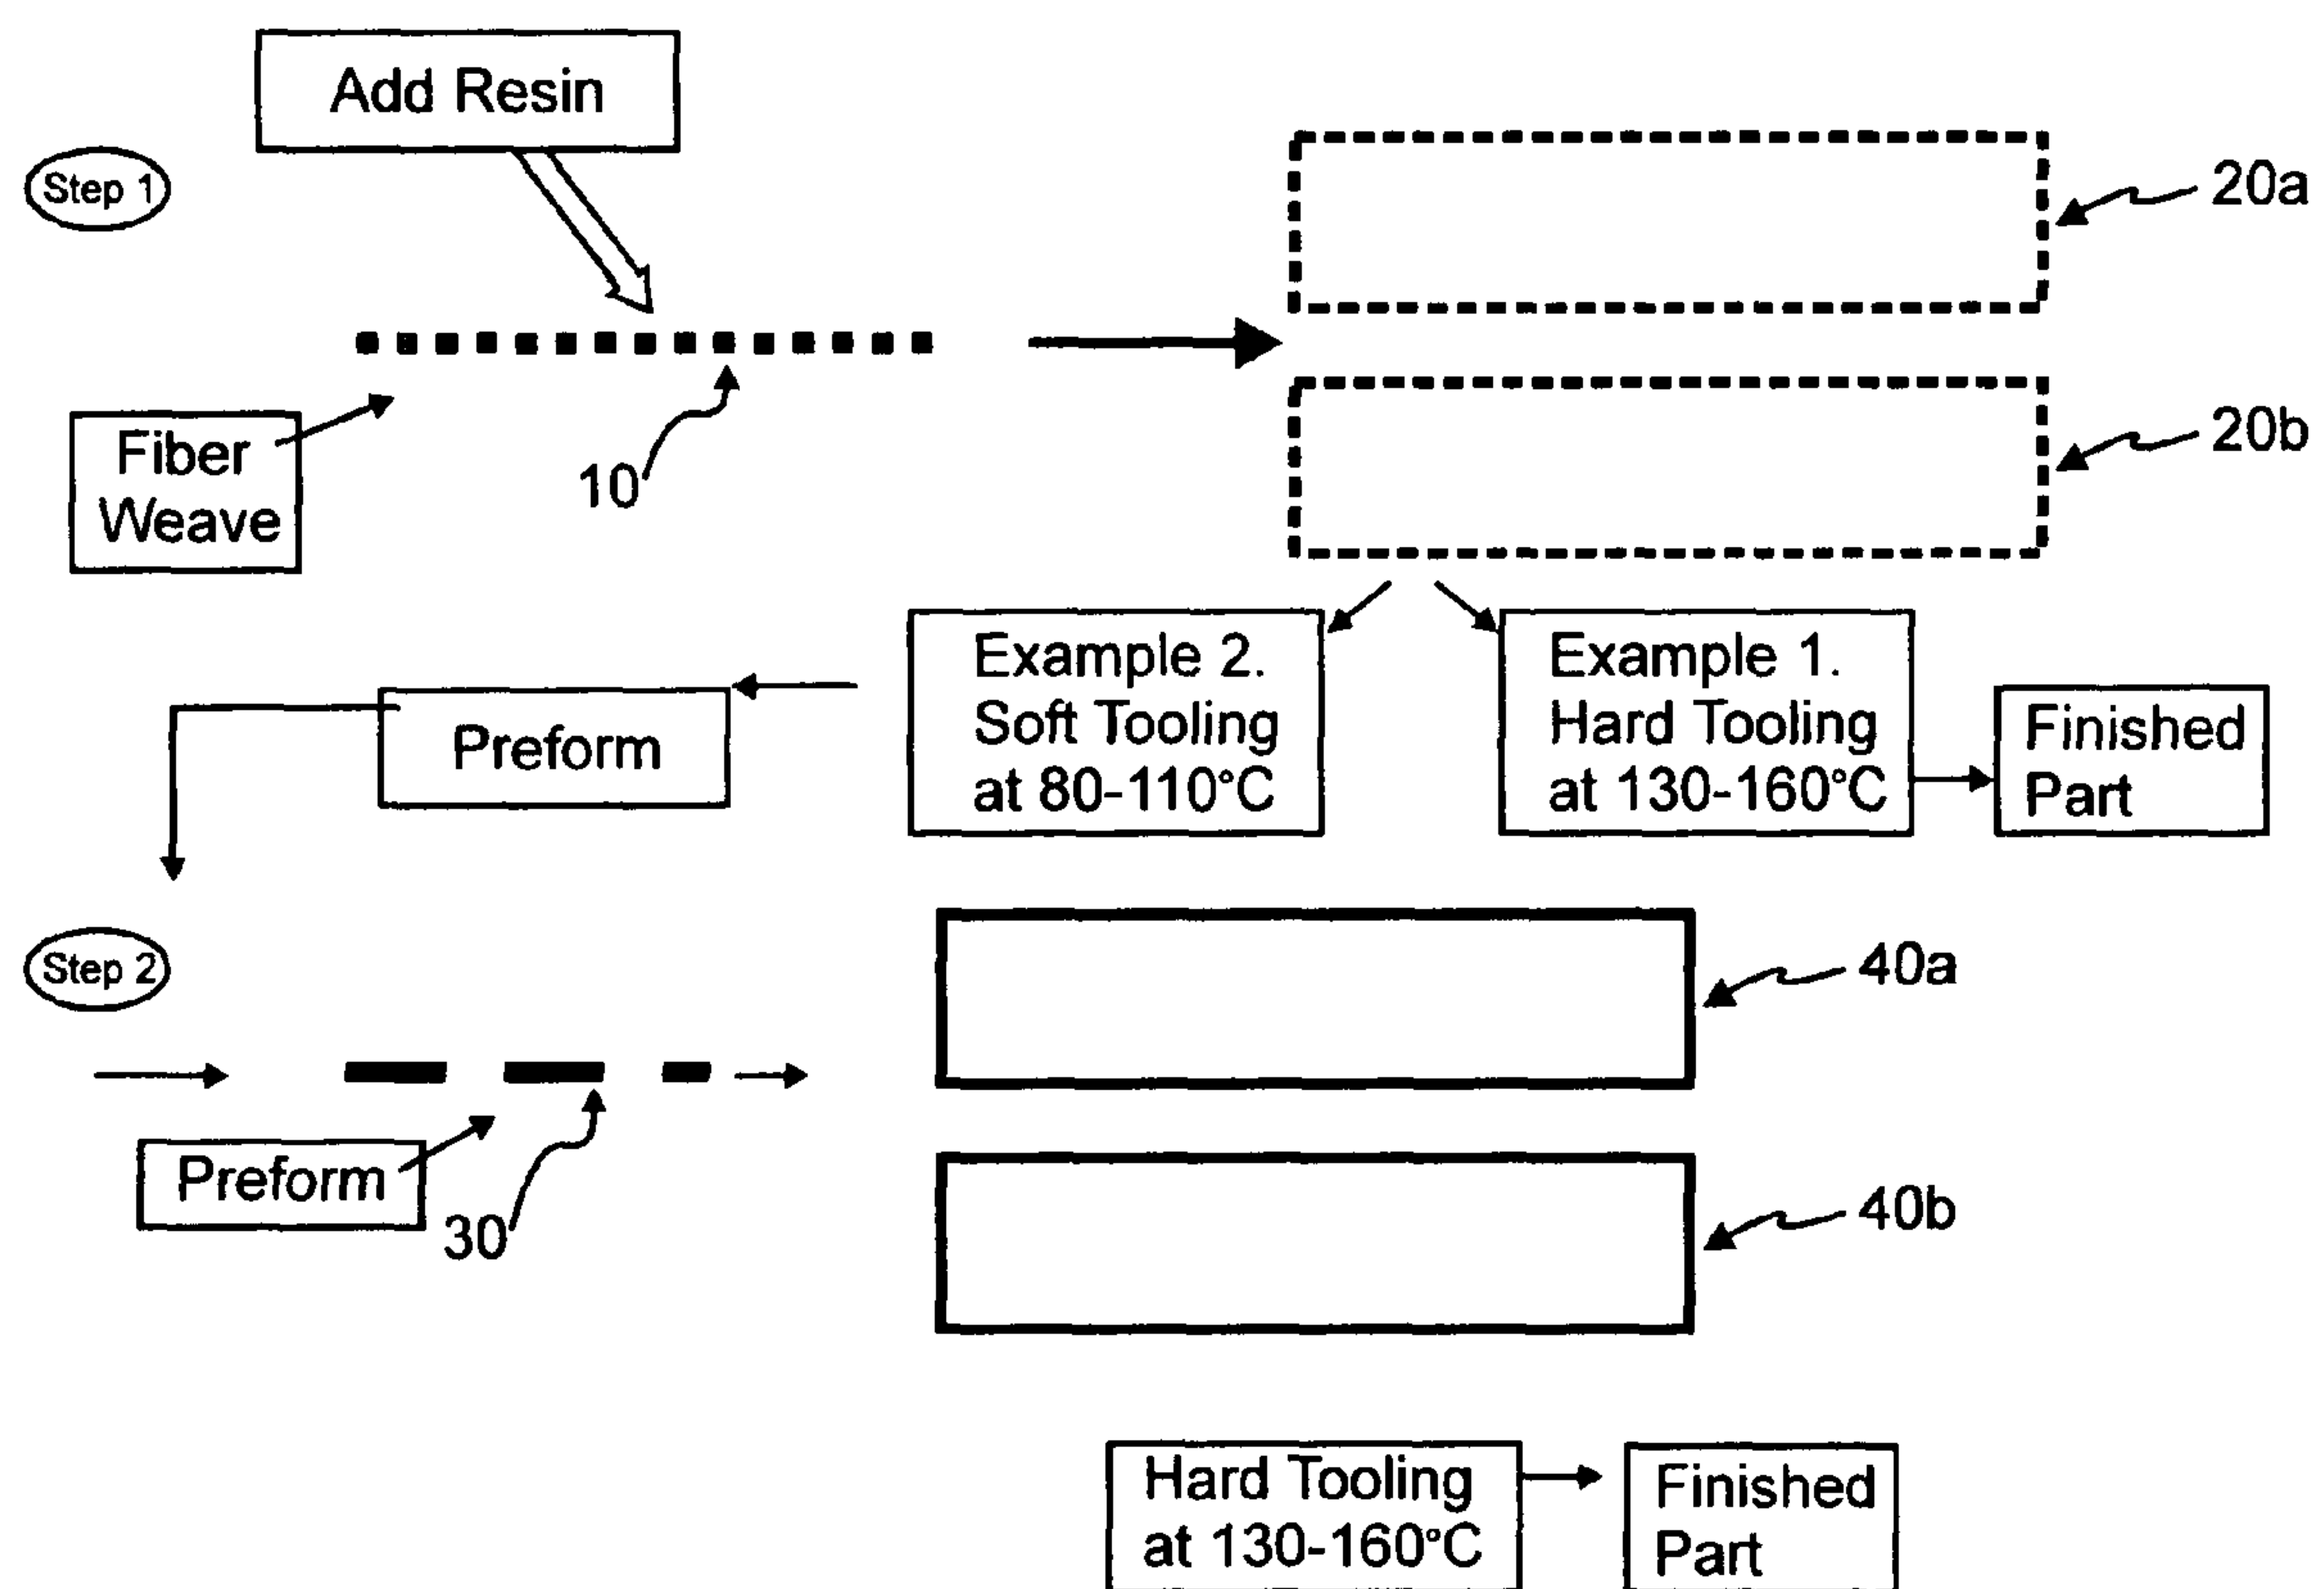 Add Resin
Step 1
20a
20b
Fiber
Weave
10
Example 2.
Soft Tooling
at 80-110°C
Example 1.
Hard Tooling
at 130-160°C
Finished
Part
Preform
Step 2
40a
Preform
30
40b
Hard Tooling
at 130-160°C
Finished
Part